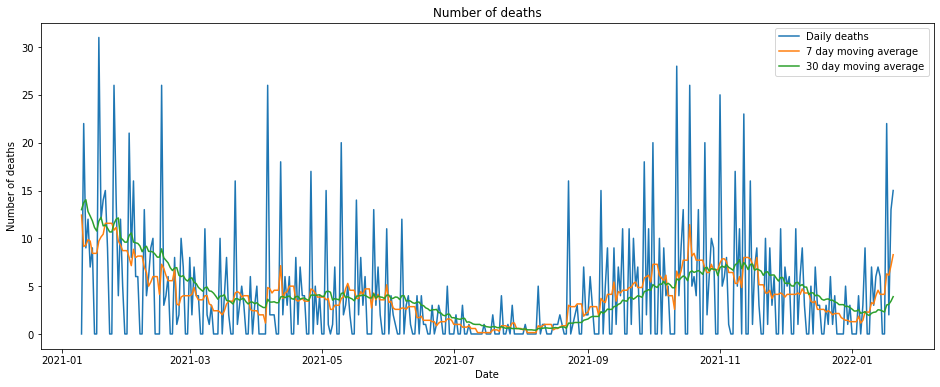 Number of deaths
Daily deaths
7 day moving average
30 day moving average
Number of deaths
30
25
20
15
10
5
0
2021-01 2021-03 2021-05 2021-07 2021-09 2021-11 2022-01
Date